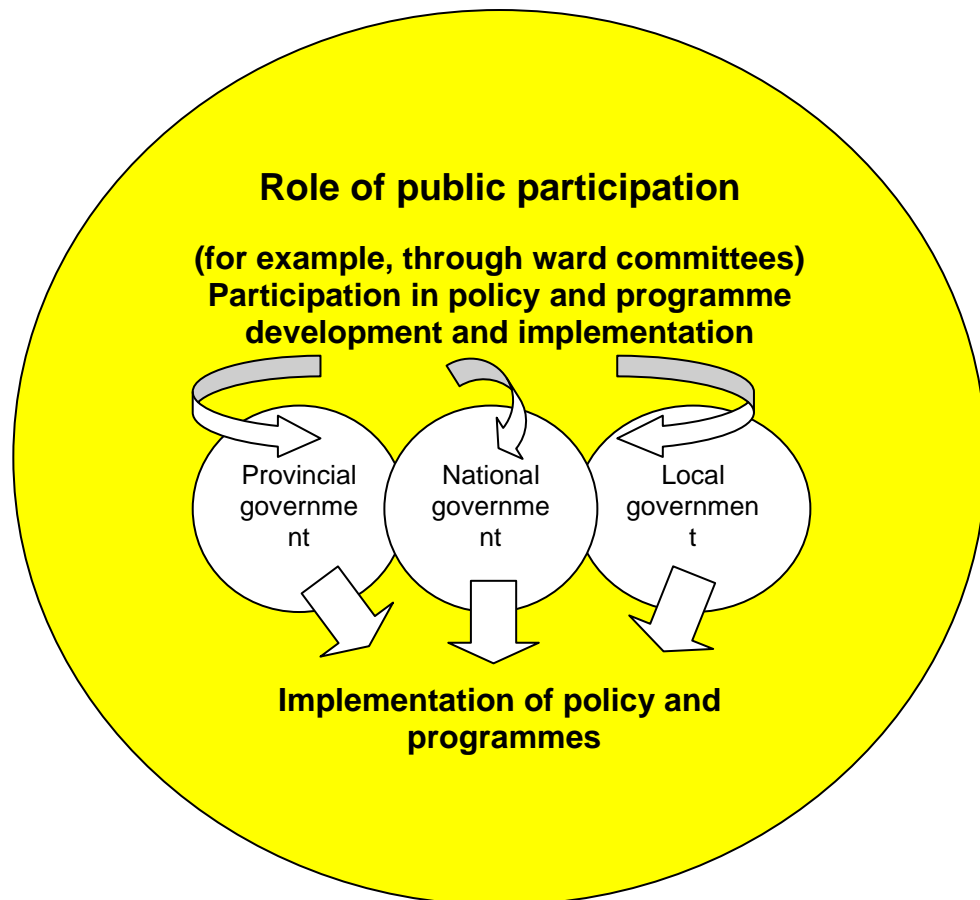 Role of public participation
(for example, through ward committees)
Participation in policy and programme
development and implementation
Provincial
governme
nt
National
governme
nt
Local
governmen
t
Implementation of policy and
programmes